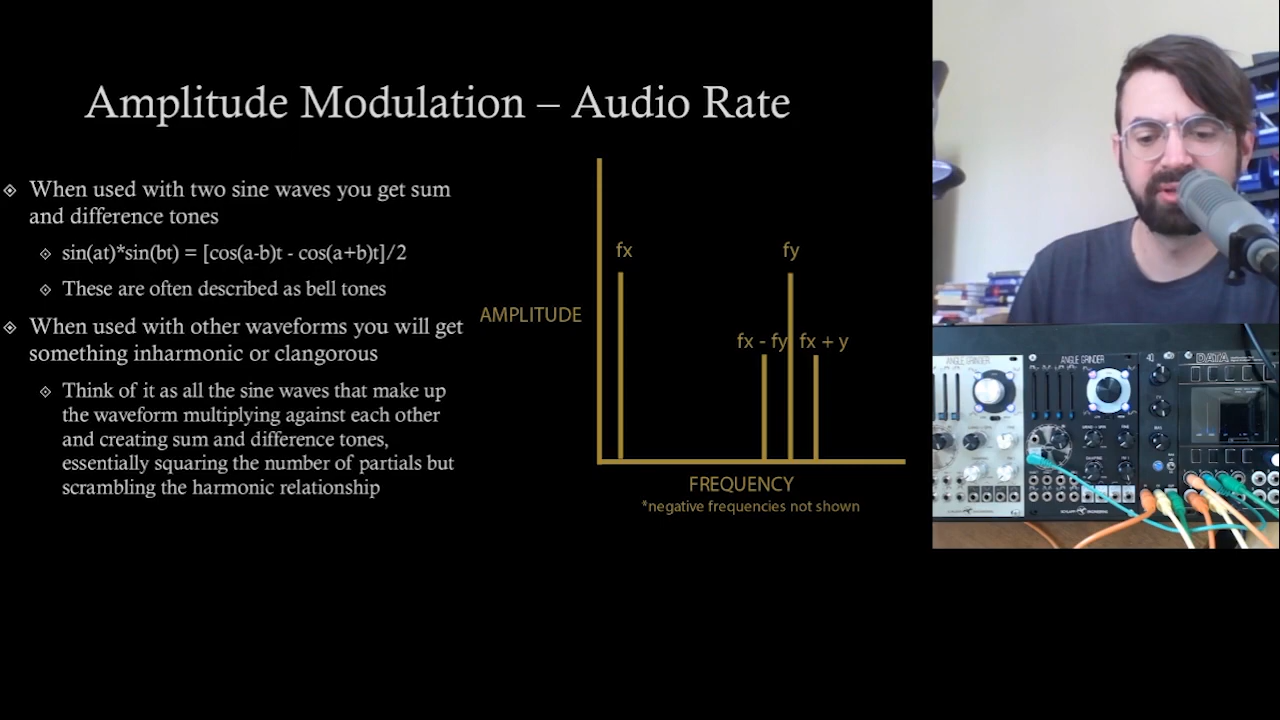 Amplitude Modulation – Audio Rate
When used with two sine waves you get sum
and difference tones
sin(at)*sin(bt) = [cos(a-b)t - cos(a+b)t]/2
These are often described as bell tones
When used with other waveforms you will get
something inharmonic or clangorous
Think of it as all the sine waves that make up
the waveform multiplying against each other
and creating sum and difference tones,
essentially squaring the number of partials but
scrambling the harmonic relationship
fx
fy
AMPLITUDE
fx - fy
fx + y
FREQUENCY
*negative frequencies not shown
ANGLE GRINDER
ANGLE GRINDER
DATA